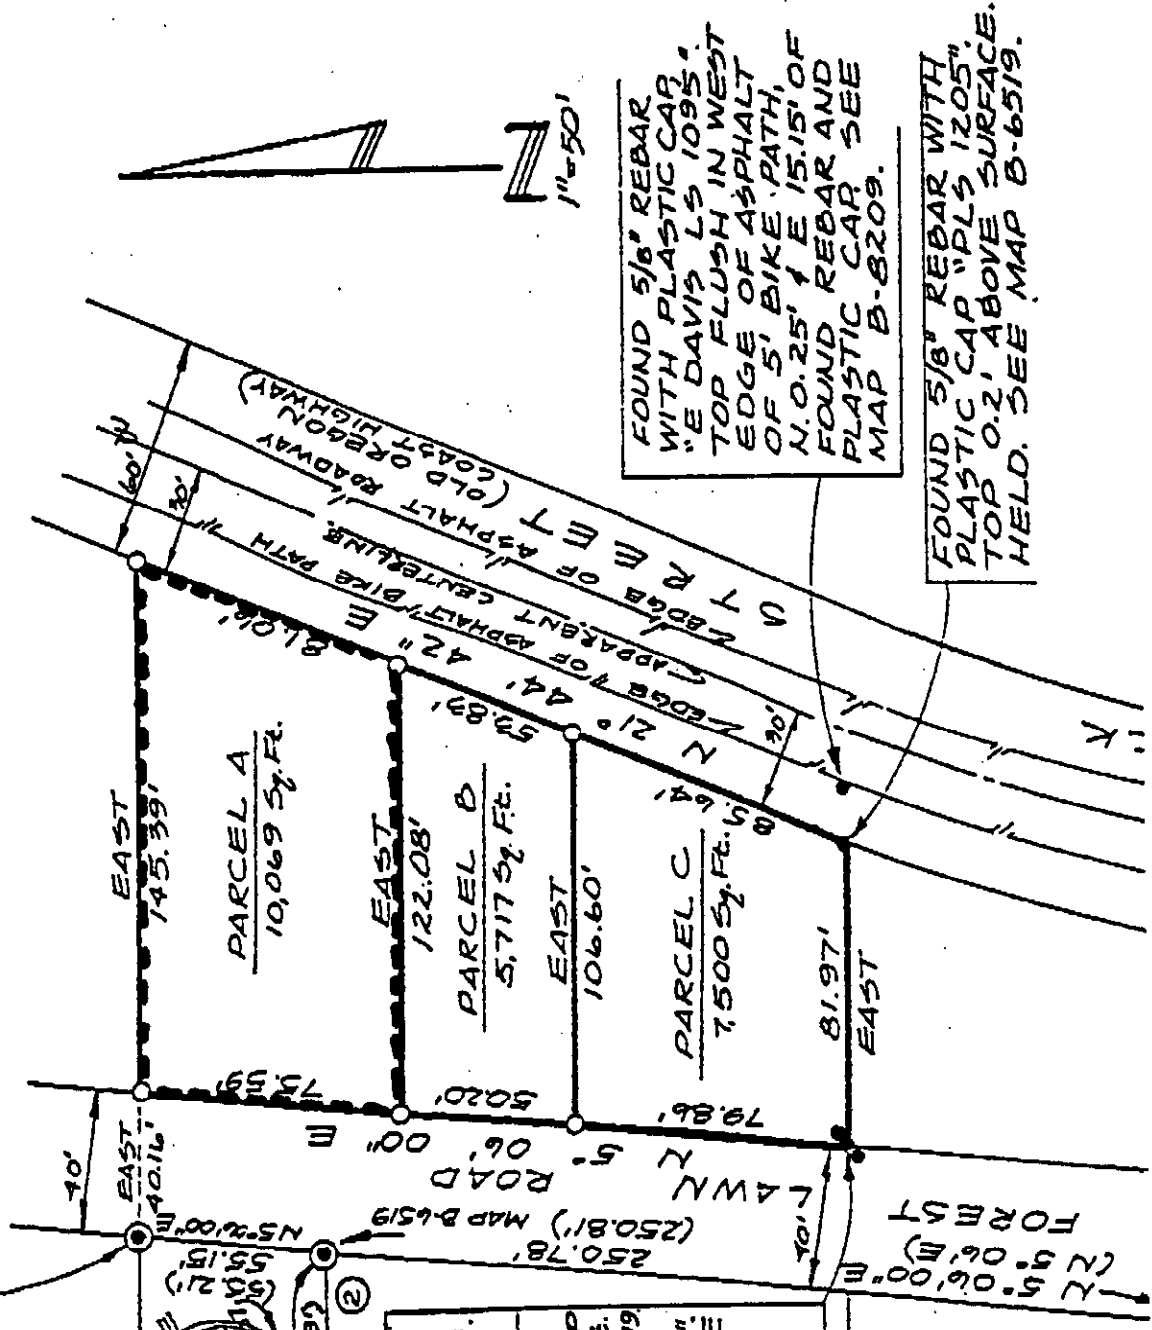 1"=50'
FOUND 5/8" REBAR
WITH PLASTIC CAP,
"E DAVIS LS 1095".
TOP FLUSH IN WEST
EDGE OF ASPHALT
OF 5' BIKE PATH,
N.0.25' & E 15.15' OF
FOUND REBAR AND
PLASTIC CAP. SEE
MAP B-8209.
FOUND 5/8" REBAR WITH
PLASTIC CAP "PLS 1205".
TOP 0.2' ABOVE SURFACE.
HELD. SEE MAP B-6519.
60'
30'
(OLD OREGON
COAST HIGHWAY)
STREET
EDGE OF ASPHALT ROADWAY
APPARENT CENTERLINE
EDGE OF ASPHALT BIKE PATH
N 21° 44' 42" E
81.01'
53.83'
85.64'
30'
"K"
EAST
145.39'
PARCEL A
10,069 Sq.Ft.
EAST
122.08'
PARCEL B
5,717 Sq.Ft.
EAST
106.60'
PARCEL C
7,500 Sq.Ft.
81.97'
EAST
75.59'
50.20'
79.86'
N 5° 06' 00" E
40'
EAST
40.16'
FOREST LAWN ROAD
N 5°06'00" E
MAP B-6519
55.15'
(55.21')
250.78'
(250.81')
40'
N 5°06'00" E
(N 5° 06' E)
2